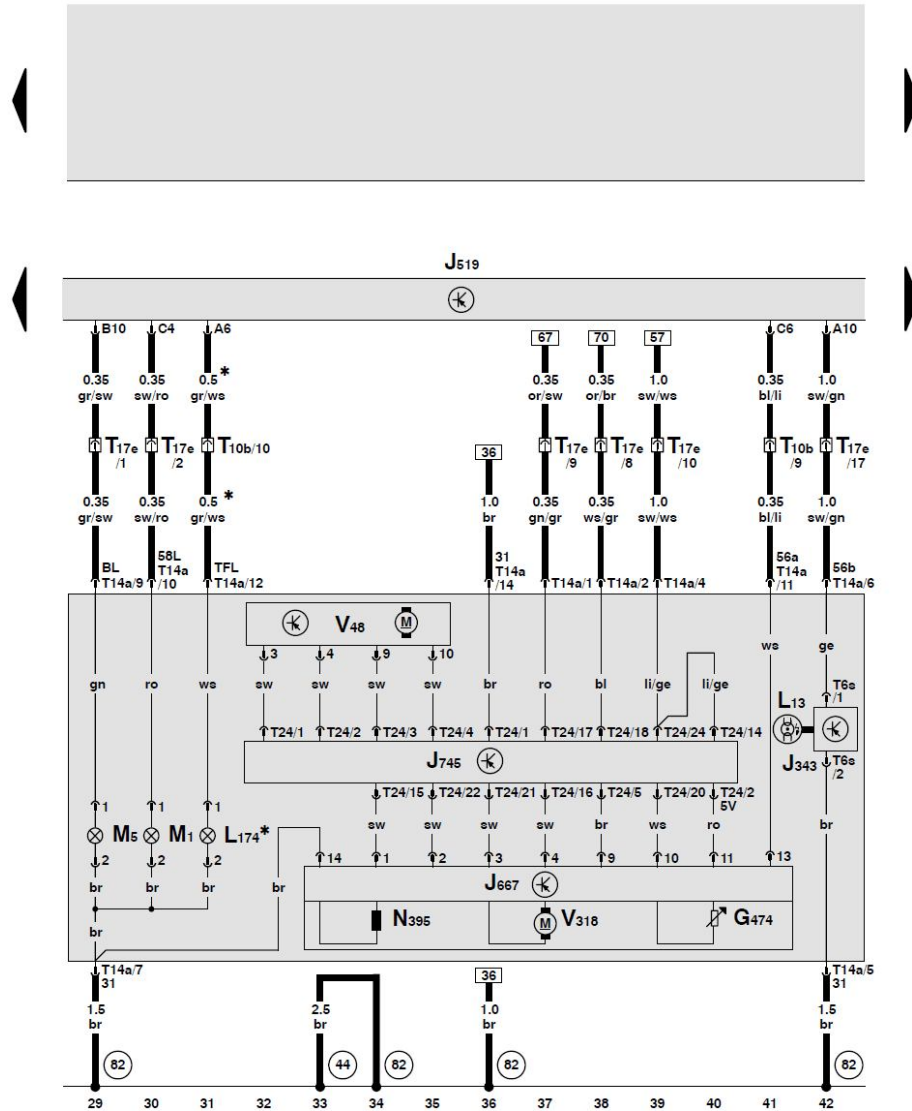 J519
B10 C4 A6 C6 A10
67 70 57
0.35 0.35 0.5 * 0.35 0.35 1.0 0.35 1.0
gr/sw sw/ro gr/ws or/sw or/br sw/ws bl/li sw/gn
T17e T17e T10b/10 T17e T17e T17e T10b T17e
/1 /2 /9 /8 /10 /9 /17
36
0.35 0.35 0.5 * 1.0 0.35 0.35 1.0 0.35 1.0
gr/sw sw/ro gr/ws br gn/gr ws/gr sw/ws bl/li sw/gn
58L 31 56a
BL T14a TFL T14a T14a 56b
T14a/9 /10 T14a/12 /14 T14a/1 T14a/2 T14a/4 /11 T14a/6
V48 M
ws ge
3 4 9 10
gn ro ws sw sw sw sw br ro bl li/ge li/ge T6s
/1
L13
T24/1 T24/2 T24/3 T24/4 T24/1 T24/17 T24/18 T24/24 T24/14
J745 J343 T6s
/2
T24/15 T24/22 T24/21 T24/16 T24/5 T24/20 T24/2
5V
1 1 1 sw sw sw sw br ws ro br
M5 M1 L174*
2 2 2 14 1 2 3 4 9 10 11 13
br br br br J667
N395 M V318 G474
br
T14a/7 36 T14a/5
31 31
1.5 2.5 1.0 1.5
br br br br
82 44 82 82 82
29 30 31 32 33 34 35 36 37 38 39 40 41 42